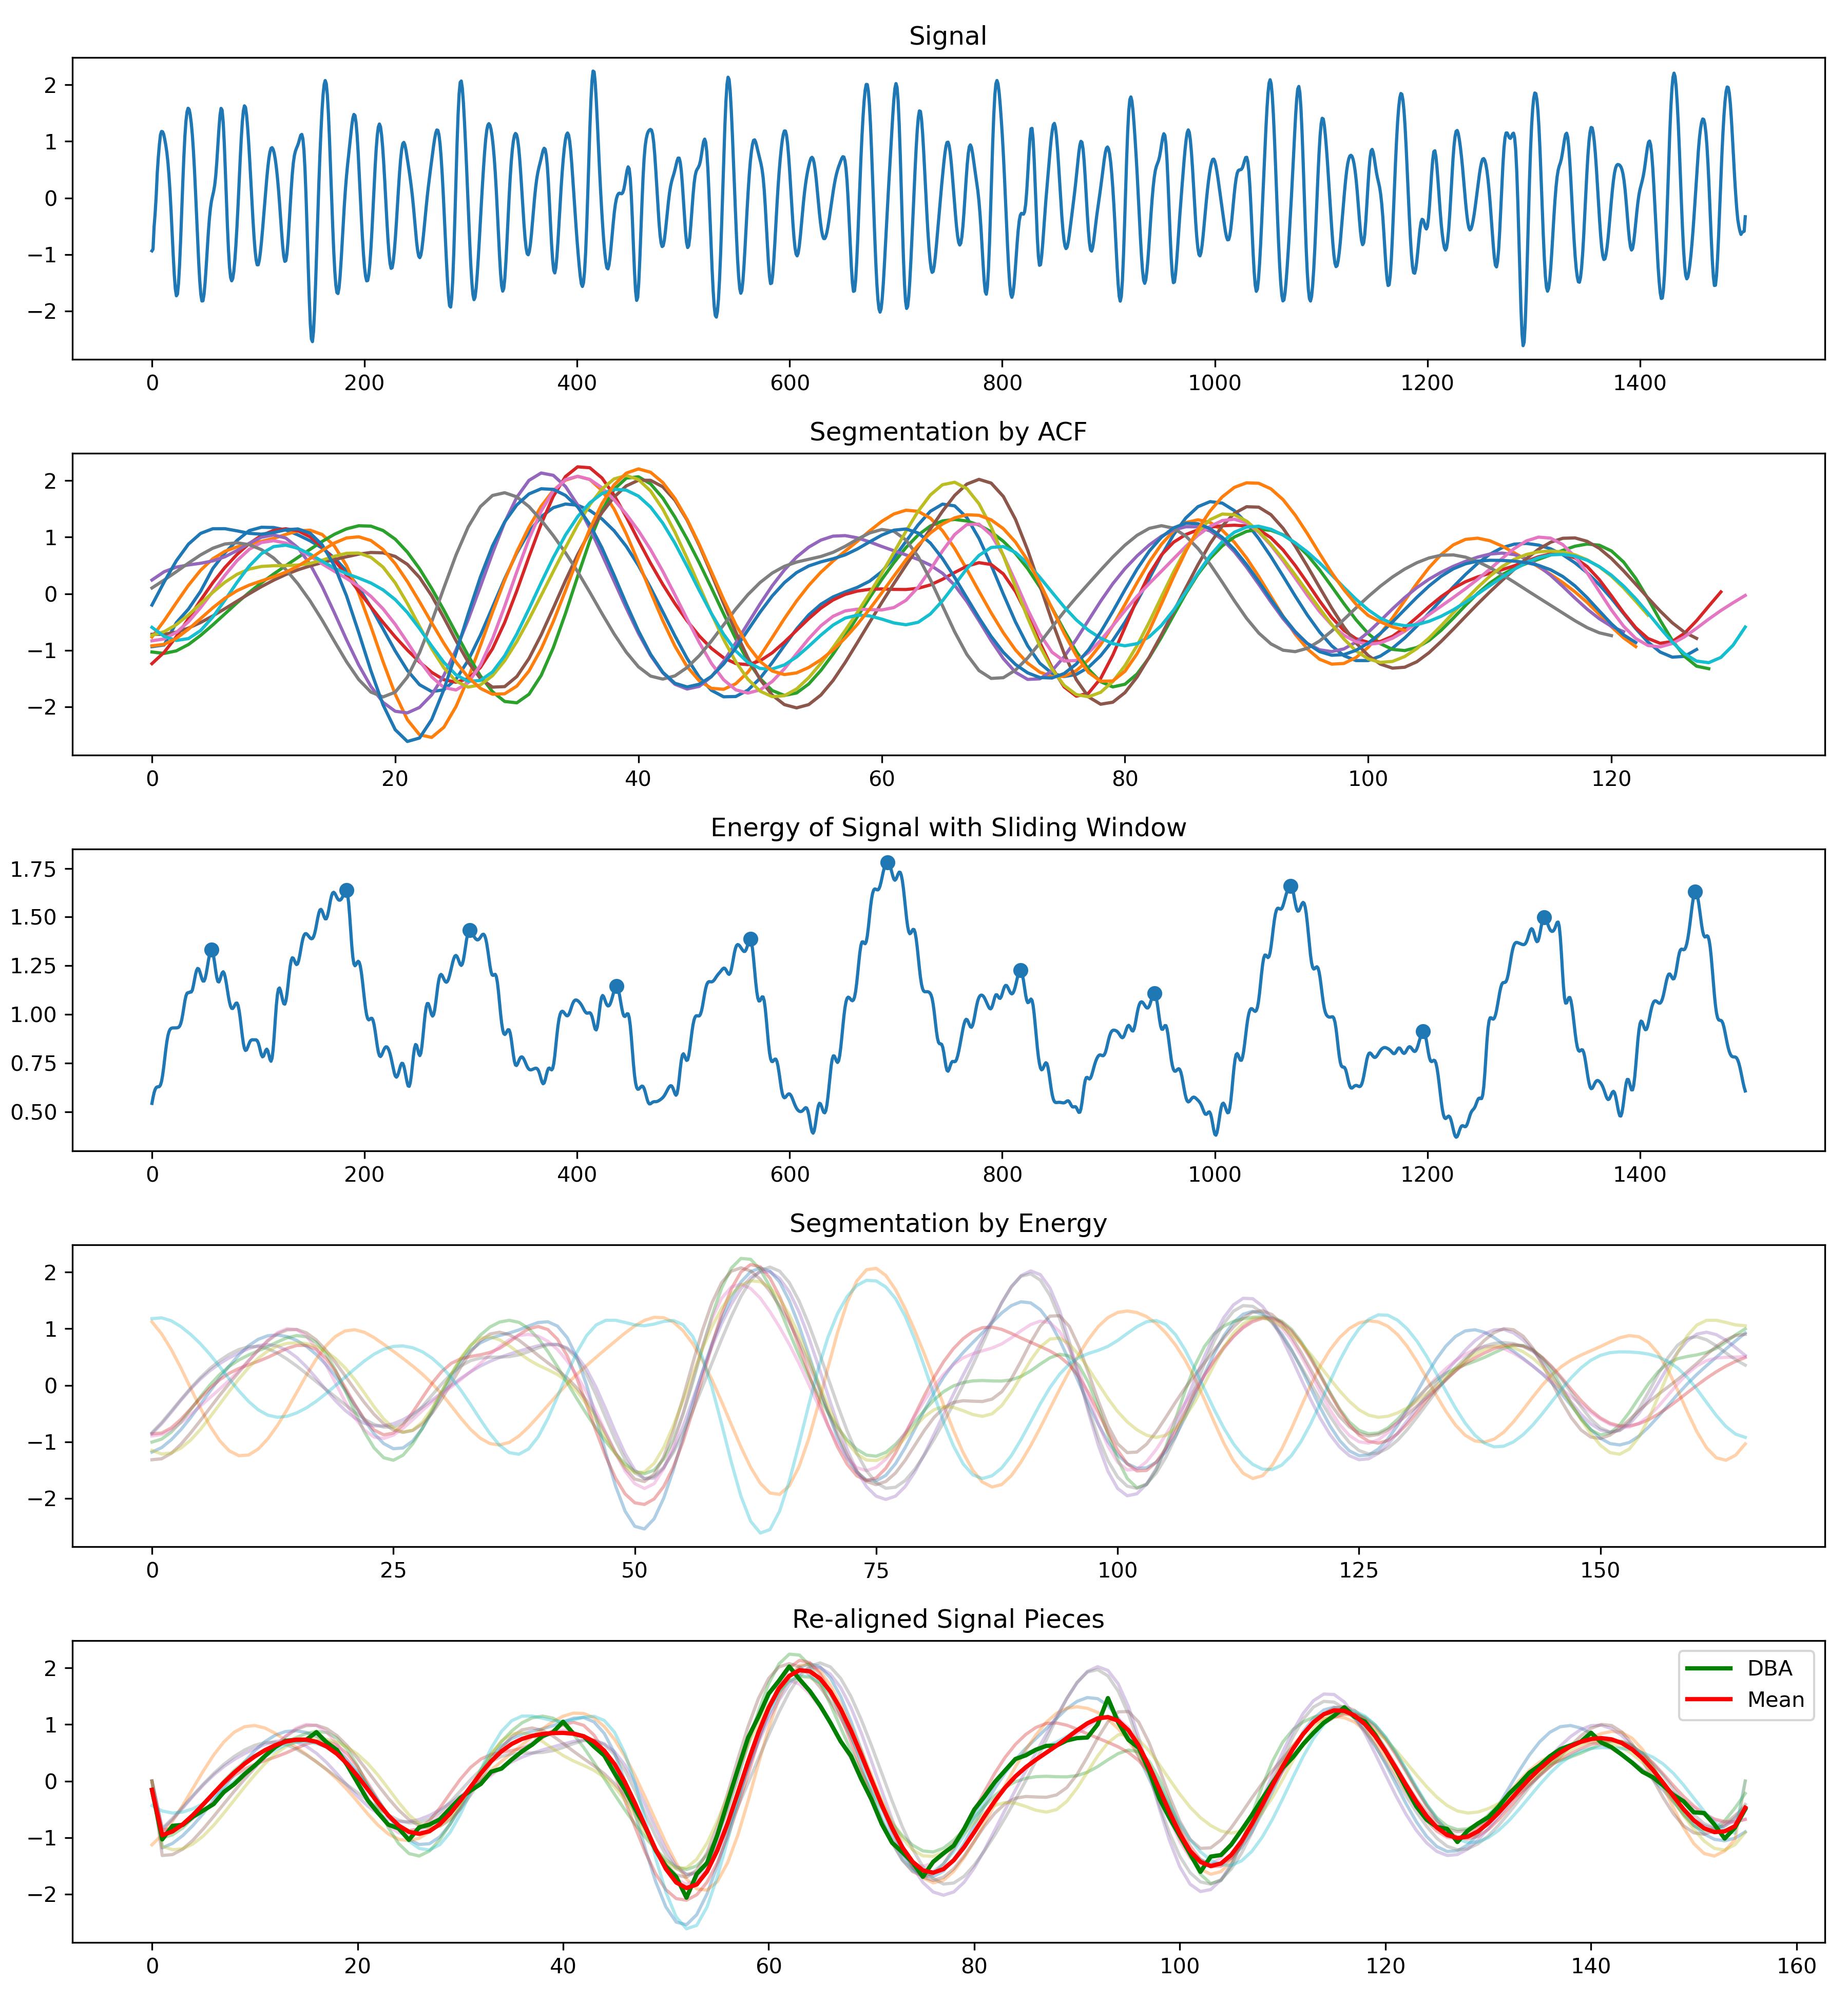 Signal
2
1
0
−1
−2
0 200 400 600 800 1000 1200 1400
Segmentation by ACF
2
1
0
−1
−2
0 20 40 60 80 100 120
Energy of Signal with Sliding Window
1.75
1.50
1.25
1.00
0.75
0.50
0 200 400 600 800 1000 1200 1400
Segmentation by Energy
2
1
0
−1
−2
0 25 50 75 100 125 150
Re-aligned Signal Pieces
DBA
Mean
2
1
0
−1
−2
0 20 40 60 80 100 120 140 160